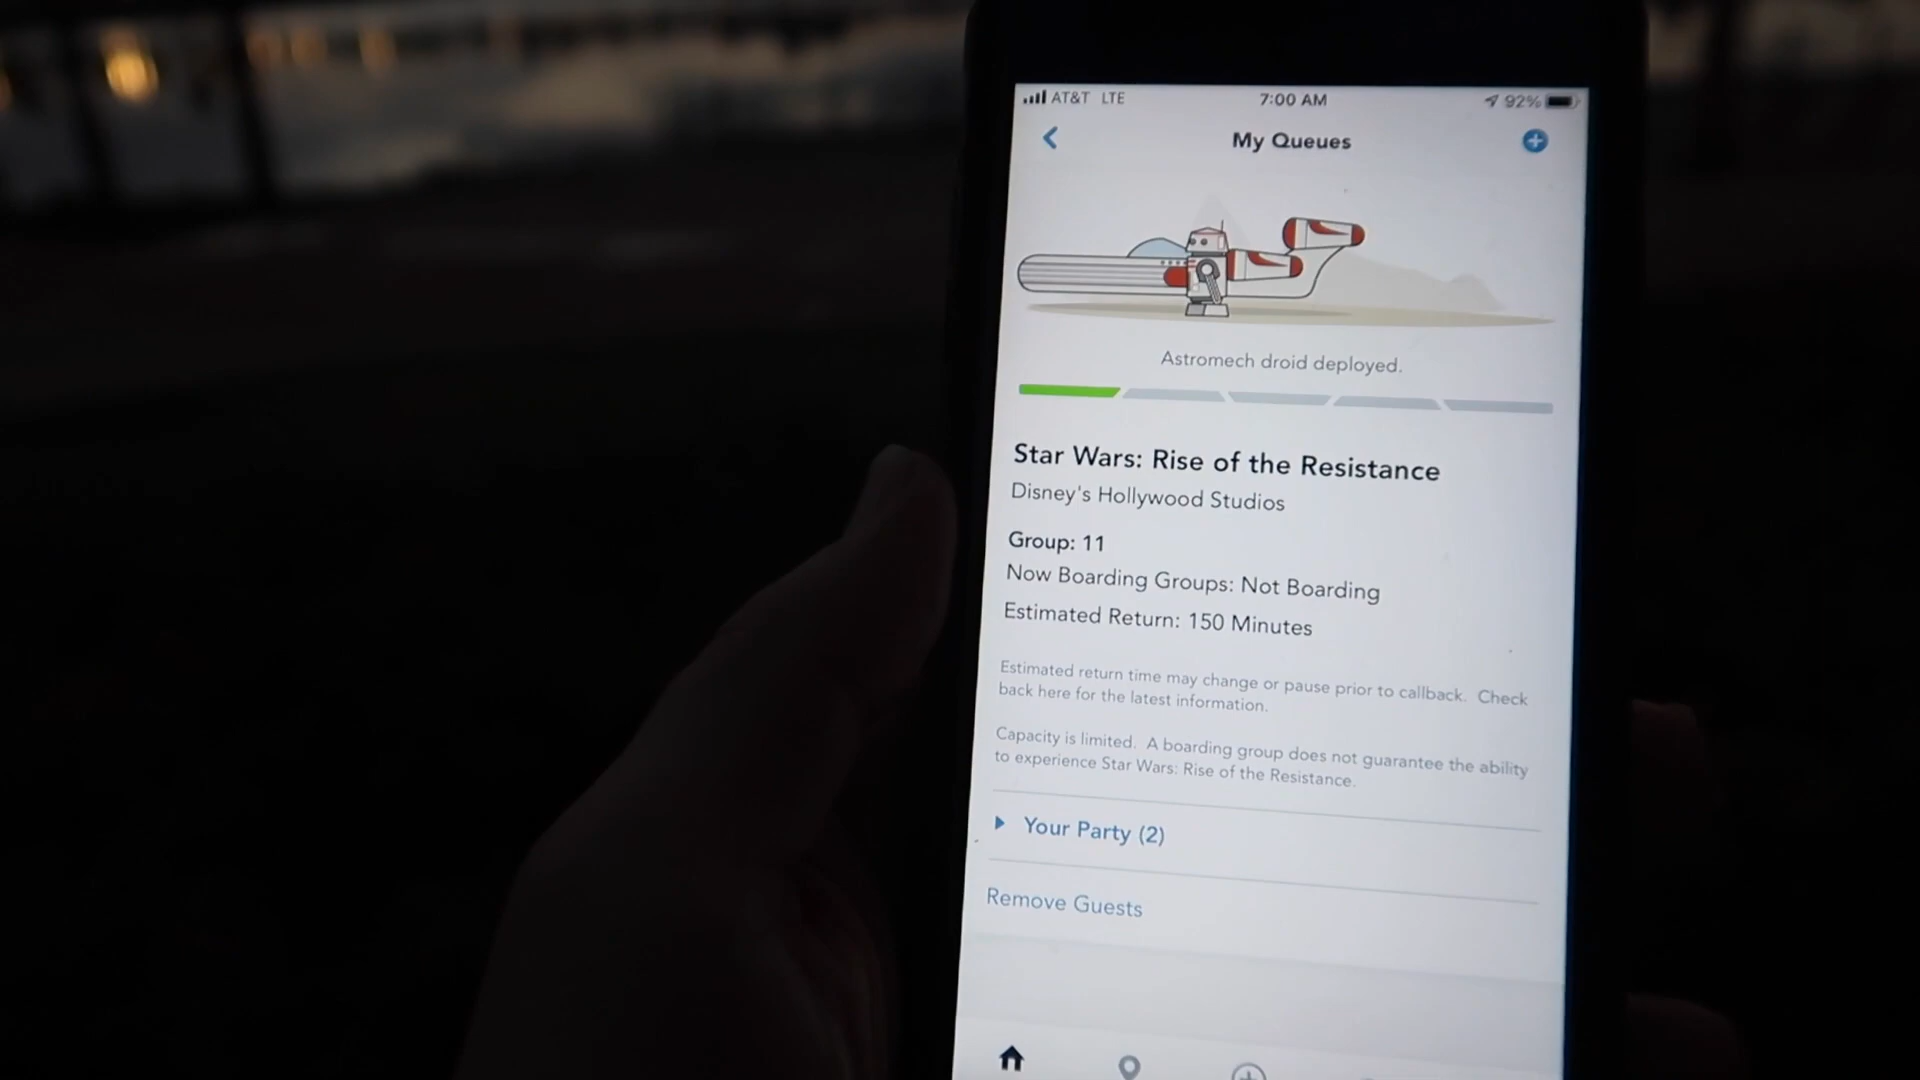 AT&T LTE 7:00 AM 92%
My Queues
Astromech droid deployed.
Star Wars: Rise of the Resistance
Disney's Hollywood Studios
Group: 11
Now Boarding Groups: Not Boarding
Estimated Return: 150 Minutes
Estimated return time may change or pause prior to callback. Check
back here for the latest information.
Capacity is limited. A boarding group does not guarantee the ability
to experience Star Wars: Rise of the Resistance.
Your Party (2)
Remove Guests